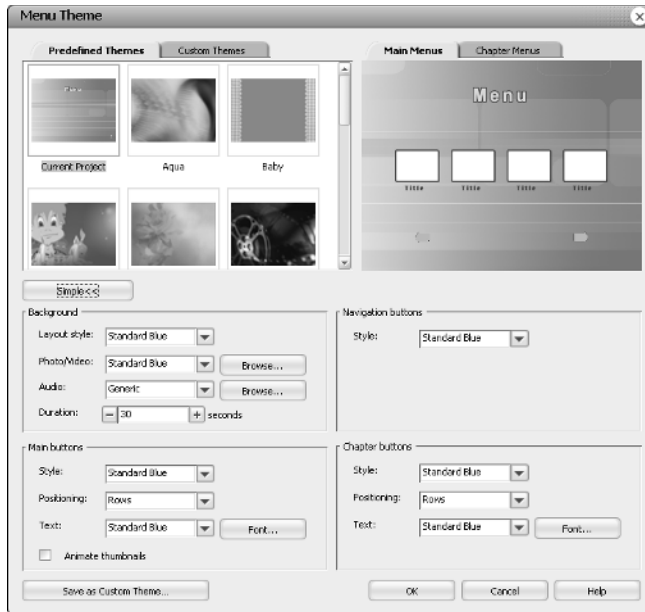 Menu Theme
Predefined Themes Custom Themes Main Menus Chapter Menus
Menu
Menu
Current Project Aqua Baby
Title Title Title Title
Simple<<
Background Navigation buttons
Layout style: Standard Blue Style: Standard Blue
Photo/Video: Standard Blue Browse...
Audio: Generic Browse...
Duration: 30 seconds
Main buttons Chapter buttons
Style: Standard Blue Style: Standard Blue
Positioning: Rows Positioning: Rows
Text: Standard Blue Font... Text: Standard Blue Font...
Animate thumbnails
Save as Custom Theme... OK Cancel Help